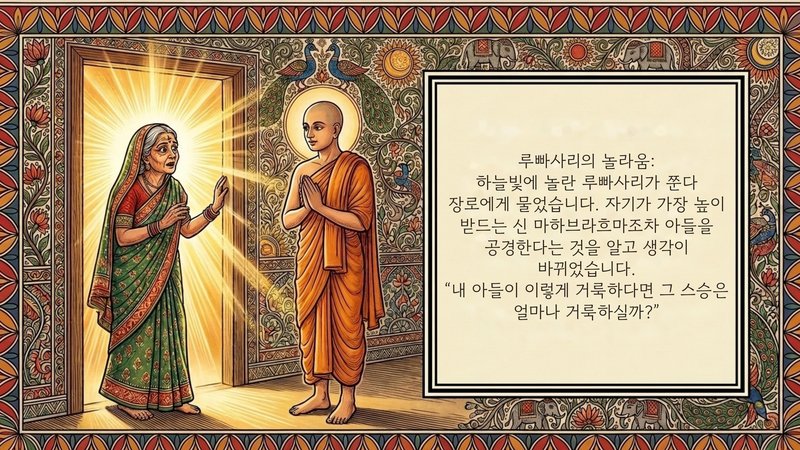 루빠사리의 놀라움:
하늘빛에 놀란 루빠사리가 쭌다
장로에게 물었습니다. 자기가 가장 높이
받드는 신 마하브라흐마조차 아들을
공경한다는 것을 알고 생각이
바뀌었습니다.
“내 아들이 이렇게 거룩하다면 그 스승은
얼마나 거룩하실까?”